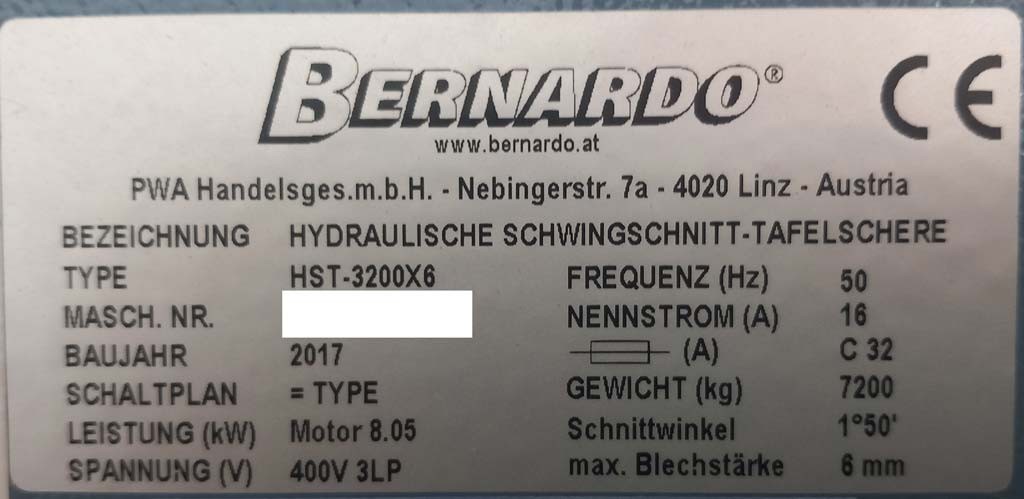 BERNARDO®
CE
www.bernardo.at
PWA Handelsges.m.b.H. - Nebingerstr. 7a - 4020 Linz - Austria
BEZEICHNUNG HYDRAULISCHE SCHWINGSCHNITT-TAFELSCHERE
TYPE HST-3200X6 FREQUENZ (Hz) 50
MASCH. NR. NENNSTROM (A) 16
BAUJAHR 2017 (A) C 32
SCHALTPLAN = TYPE GEWICHT (kg) 7200
LEISTUNG (kW) Motor 8.05 Schnittwinkel 1°50'
SPANNUNG (V) 400V 3LP max. Blechstärke 6 mm